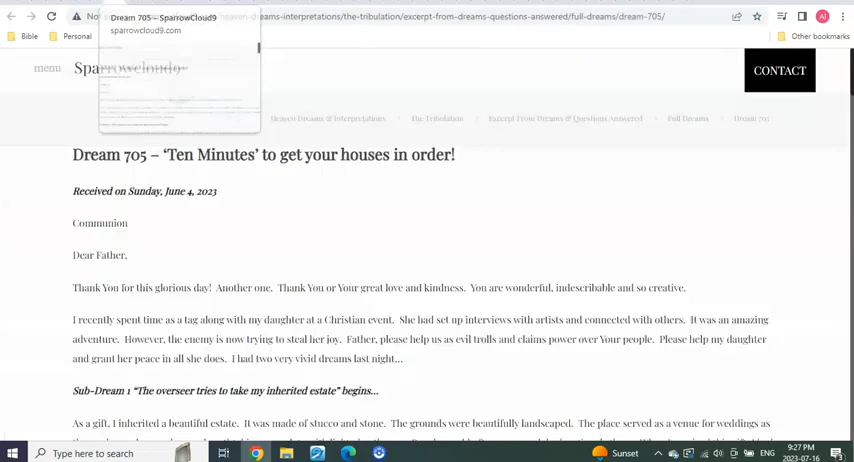 Dream 705 – SparrowCloud9
sparrowcloud9.com
heaven-dreams-interpretations/the-tribulation/excerpt-from-dreams-questions-answered/full-dreams/dream-705/
AI
Bible
Personal
Other bookmarks
menu
Sparrowcloud9
CONTACT
Heaven Dreams & Interpretations
The Tribulation
Excerpt From Dreams & Questions Answered
Full Dreams
Dream 705
Dream 705 – ‘Ten Minutes’ to get your houses in order!
Received on Sunday, June 4, 2023
Communion
Dear Father,
Thank You for this glorious day! Another one. Thank You or Your great love and kindness. You are wonderful, indescribable and so creative.
I recently spent time as a tag along with my daughter at a Christian event. She had set up interviews with artists and connected with others. It was an amazing
adventure. However, the enemy is now trying to steal her joy. Father, please help us as evil trolls and claims power over Your people. Please help my daughter
and grant her peace in all she does. I had two very vivid dreams last night…
Sub-Dream 1 “The overseer tries to take my inherited estate” begins…
As a gift, I inherited a beautiful estate. It was made of stucco and stone. The grounds were beautifully landscaped. The place served as a venue for weddings as
Type here to search
Sunset
ENG
9:27 PM
2023-07-16
3